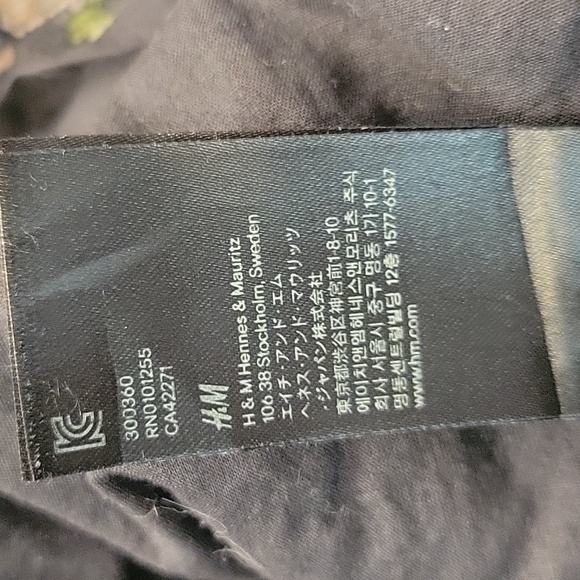 300360
RN0101255
CA42271
H&M
H & M Hennes & Mauritz
106 38 Stockholm, Sweden
エイチ・アンド・エム
ヘネス・アンド・マウリッツ
・ジャパン株式会社
東京都渋谷区神宮前1-8-10
에이치앤엠헤네스앤모리츠 주식
회사 서울시 중구 명동 1가 10-1
명동센트럴빌딩 12층 1577-6347
www.hm.com